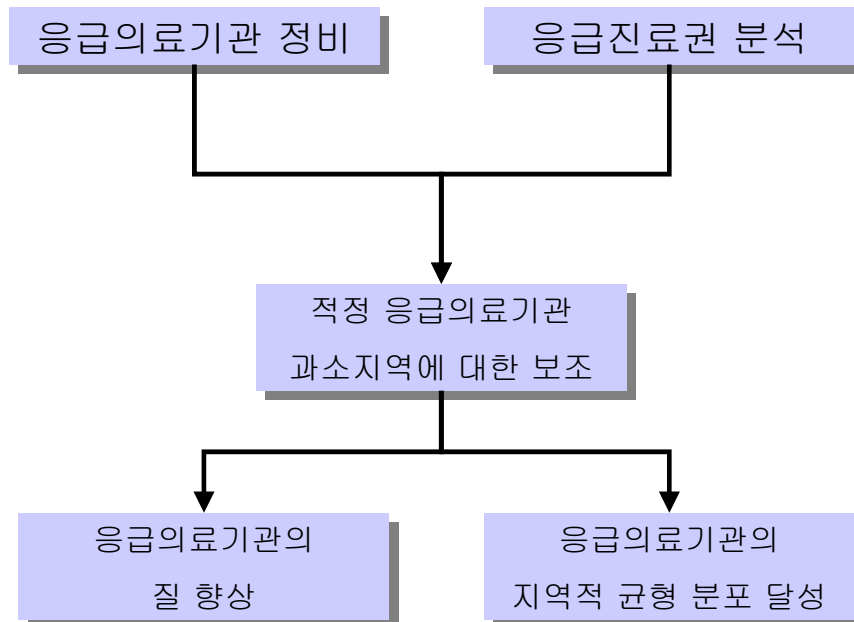 응급의료기관 정비
응급진료권 분석
적정 응급의료기관
과소지역에 대한 보조
응급의료기관의
질 향상
응급의료기관의
지역적 균형 분포 달성